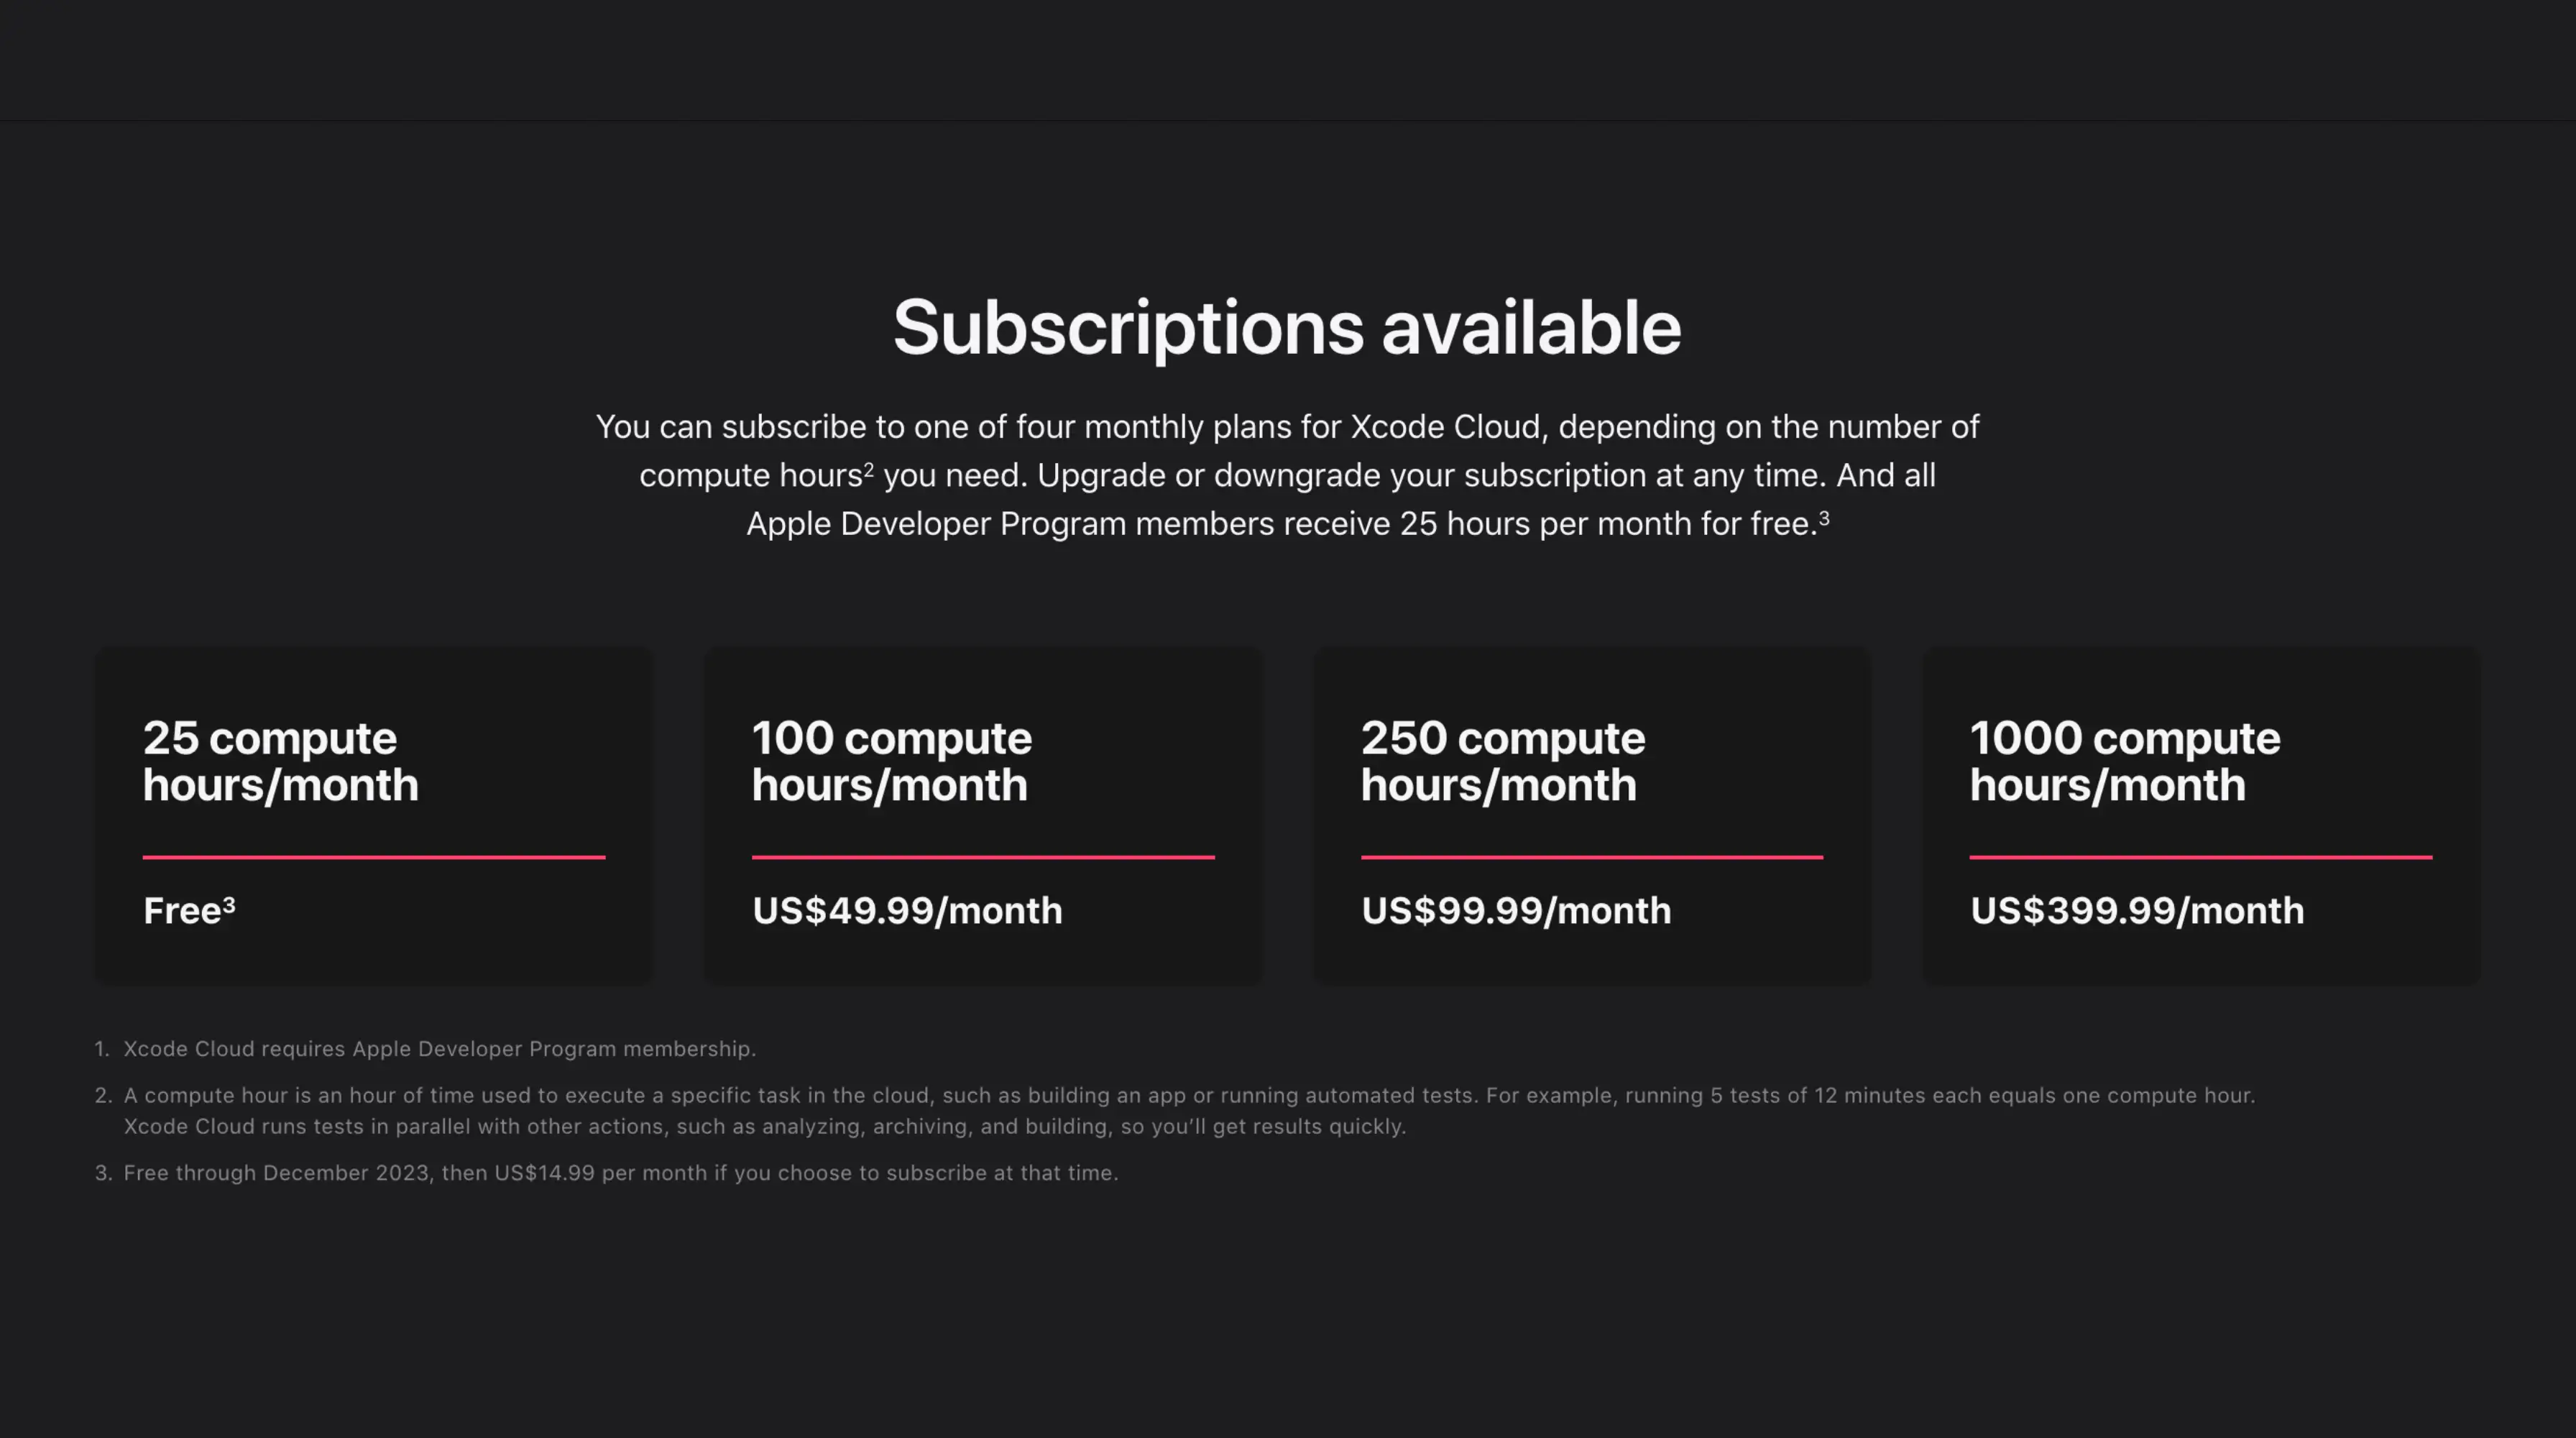 Subscriptions available
You can subscribe to one of four monthly plans for Xcode Cloud, depending on the number of
compute hours² you need. Upgrade or downgrade your subscription at any time. And all
Apple Developer Program members receive 25 hours per month for free.³
25 compute
hours/month
Free³
100 compute
hours/month
US$49.99/month
250 compute
hours/month
US$99.99/month
1000 compute
hours/month
US$399.99/month
1. Xcode Cloud requires Apple Developer Program membership.
2. A compute hour is an hour of time used to execute a specific task in the cloud, such as building an app or running automated tests. For example, running 5 tests of 12 minutes each equals one compute hour.
Xcode Cloud runs tests in parallel with other actions, such as analyzing, archiving, and building, so you’ll get results quickly.
3. Free through December 2023, then US$14.99 per month if you choose to subscribe at that time.